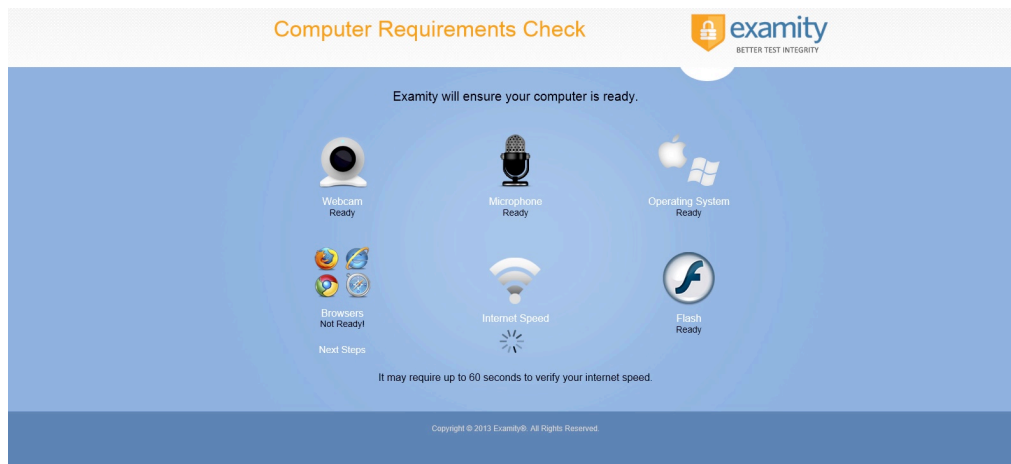 Computer Requirements Check
examity
BETTER TEST INTEGRITY
Examity will ensure your computer is ready.
Webcam
Ready
Microphone
Ready
Operating System
Ready
Browsers
Not Ready!
Next Steps
Internet Speed
Flash
Ready
It may require up to 60 seconds to verify your internet speed.
Copyright © 2013 Examity®. All Rights Reserved.